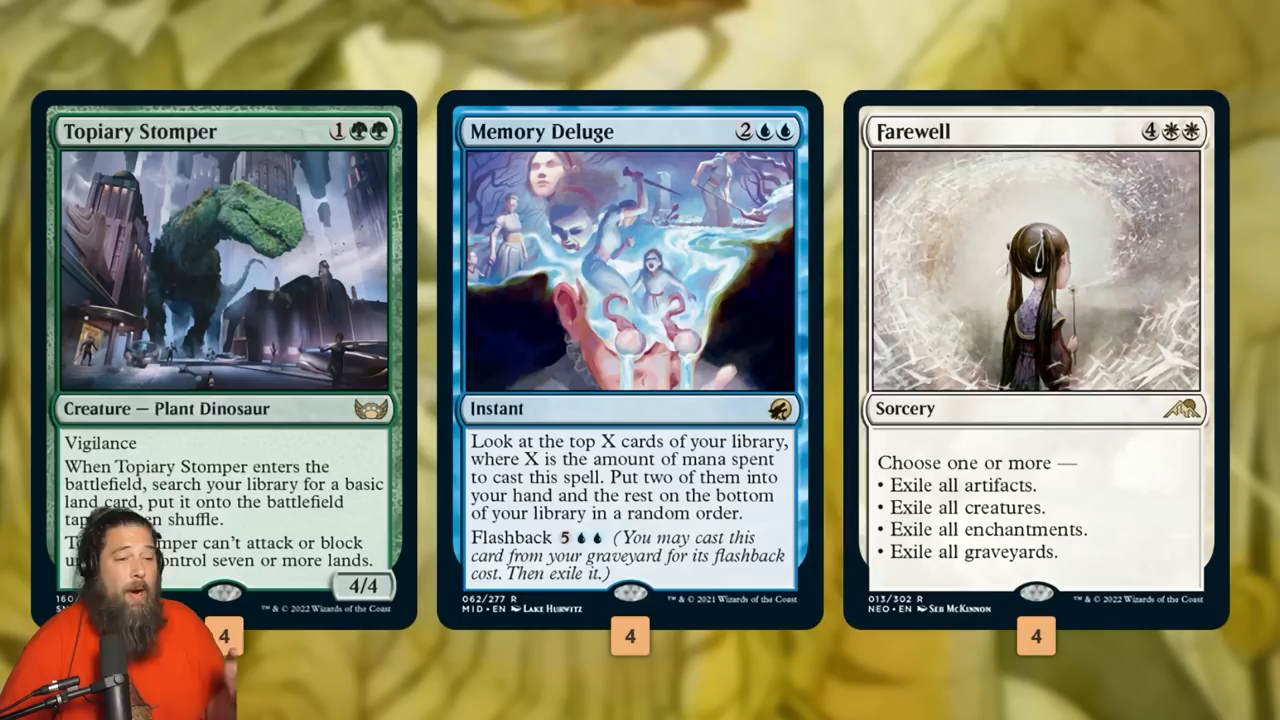 Topiary Stomper
1
Creature — Plant Dinosaur
Vigilance
When Topiary Stomper enters the
battlefield, search your library for a basic
land card, put it onto the battlefield
shuffle.
can't attack or block
seven or more lands.
4/4
160
™ & © 2022 Wizards of the Coast
4
Memory Deluge
2
Instant
Look at the top X cards of your library,
where X is the amount of mana spent
to cast this spell. Put two of them into
your hand and the rest on the bottom
of your library in a random order.
Flashback 5 (You may cast this
card from your graveyard for its flashback
cost. Then exile it.)
062/277 R
MID • EN Lake Hurwitz
™ & © 2021 Wizards of the Coast
4
Farewell
4
Sorcery
Choose one or more —
• Exile all artifacts.
• Exile all creatures.
• Exile all enchantments.
• Exile all graveyards.
013/302 R
NEO • EN Seb McKinnon
™ & © 2022 Wizards of the Coast
4